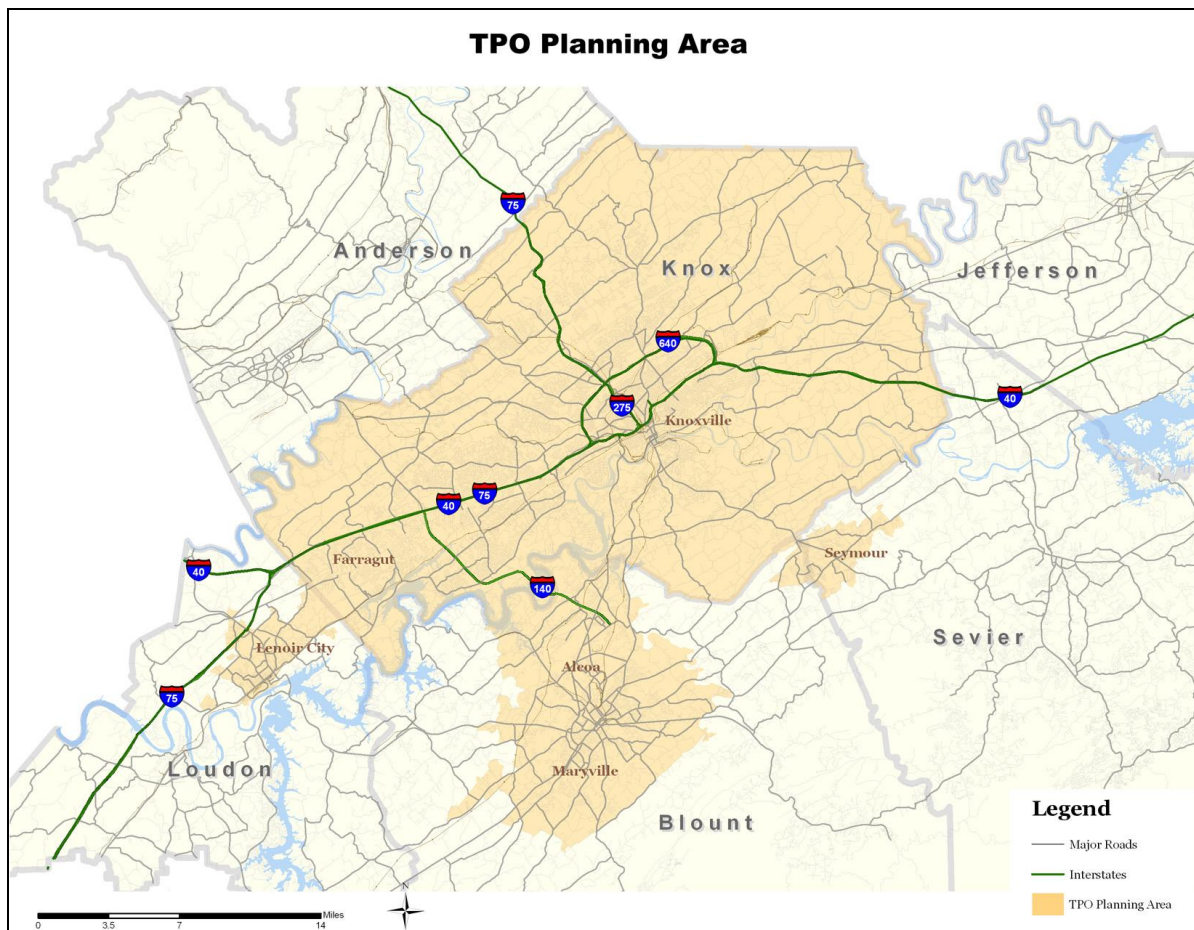 TPO Planning Area
75
Anderson
Knox
Jefferson
640
40
275
Knoxville
75
40
Farragut
Seymour
40
140
Sevier
Lenoir City
Alcoa
75
Loudon
Maryville
Blount
Legend
Major Roads
Interstates
TPO Planning Area
N
Miles
0 3.5 7 14